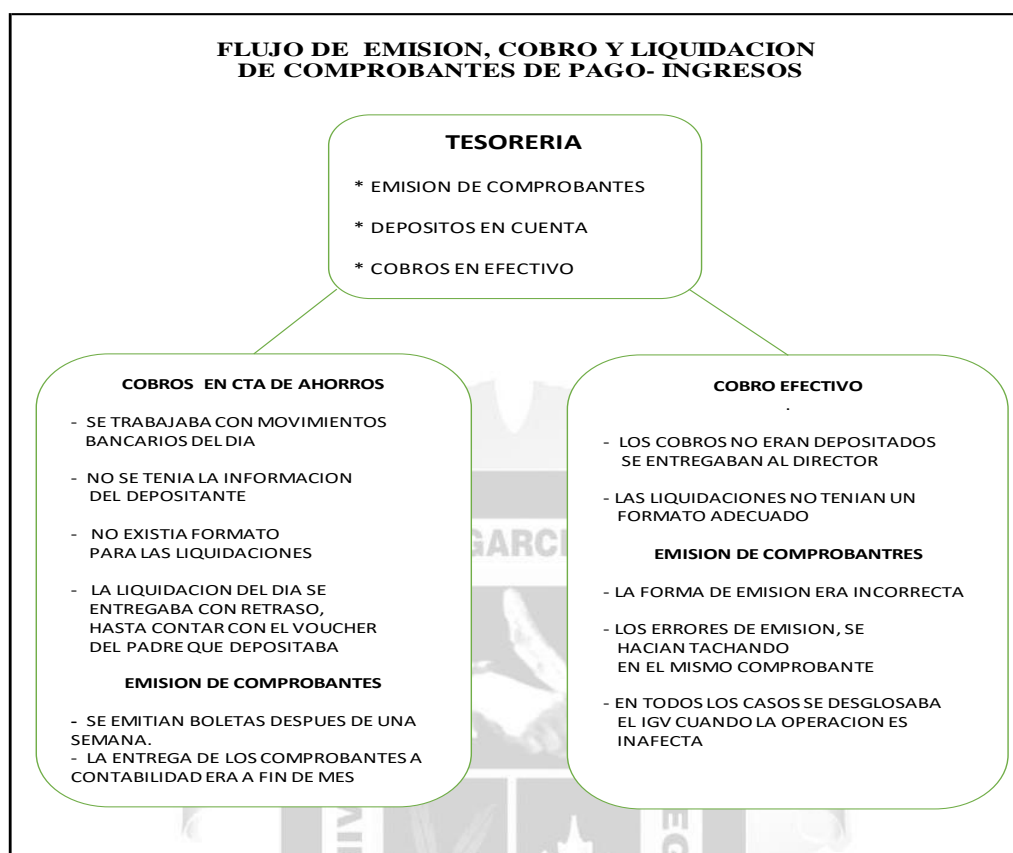 FLUJO DE EMISION, COBRO Y LIQUIDACION
DE COMPROBANTES DE PAGO- INGRESOS
TESORERIA
* EMISION DE COMPROBANTES
* DEPOSITOS EN CUENTA
* COBROS EN EFECTIVO
COBROS EN CTA DE AHORROS
- SE TRABAJABA CON MOVIMIENTOS
BANCARIOS DEL DIA
- NO SE TENIA LA INFORMACION
DEL DEPOSITANTE
- NO EXISTIA FORMATO
PARA LAS LIQUIDACIONES
- LA LIQUIDACION DEL DIA SE
ENTREGABA CON RETRASO,
HASTA CONTAR CON EL VOUCHER
DEL PADRE QUE DEPOSITABA
EMISION DE COMPROBANTES
- SE EMITIAN BOLETAS DESPUES DE UNA
SEMANA.
- LA ENTREGA DE LOS COMPROBANTES A
CONTABILIDAD ERA A FIN DE MES
COBRO EFECTIVO
.
- LOS COBROS NO ERAN DEPOSITADOS
SE ENTREGABAN AL DIRECTOR
- LAS LIQUIDACIONES NO TENIAN UN
FORMATO ADECUADO
EMISION DE COMPROBANTRES
- LA FORMA DE EMISION ERA INCORRECTA
- LOS ERRORES DE EMISION, SE
HACIAN TACHANDO
EN EL MISMO COMPROBANTE
- EN TODOS LOS CASOS SE DESGLOSABA
EL IGV CUANDO LA OPERACION ES
INAFECTA
GARCI